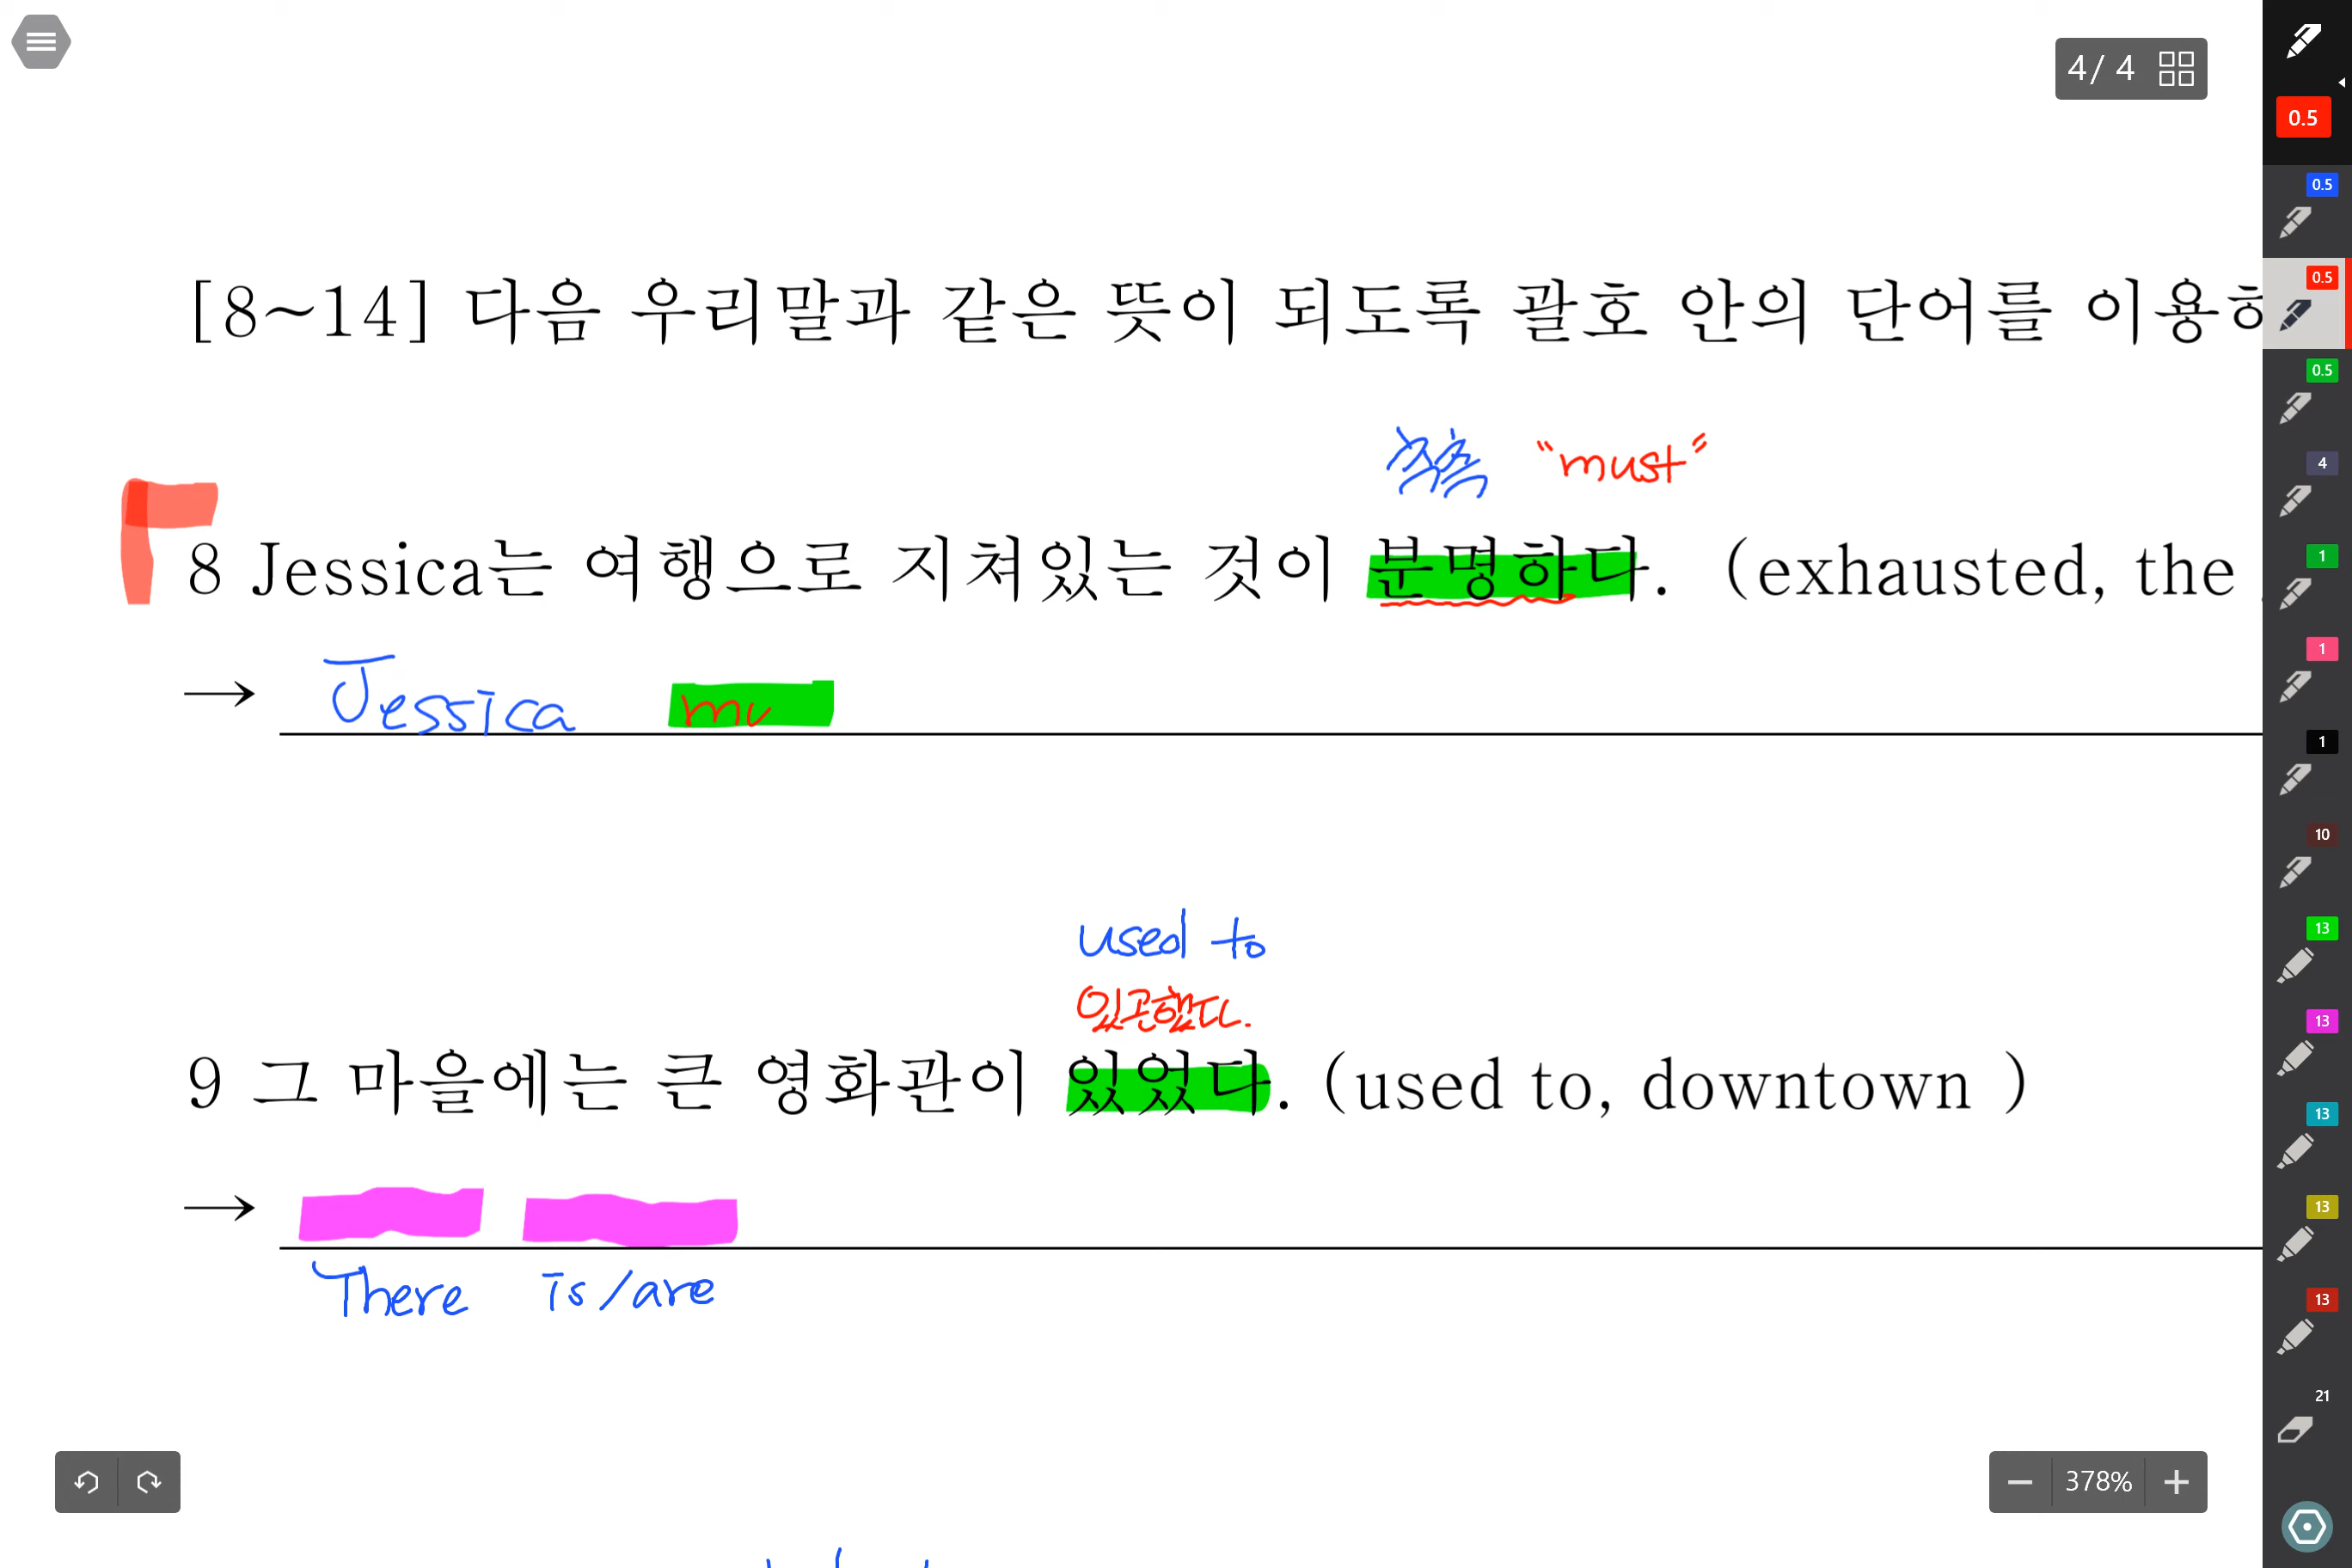 4/ 4
0.5
0.5
[8~14] 다음 우리말과 같은 뜻이 되도록 괄호 안의 단어를 이용하
0.5
0.5
"must"
4
8 Jessica는 여행으로 지쳐있는 것이 분명하다. (exhausted, the
1
→ Jessica mu
1
1
10
used to
13
있곤했다.
13
9 그 마을에는 큰 영화관이 있었다. (used to, downtown )
13
→
13
There is/are
13
21
378%